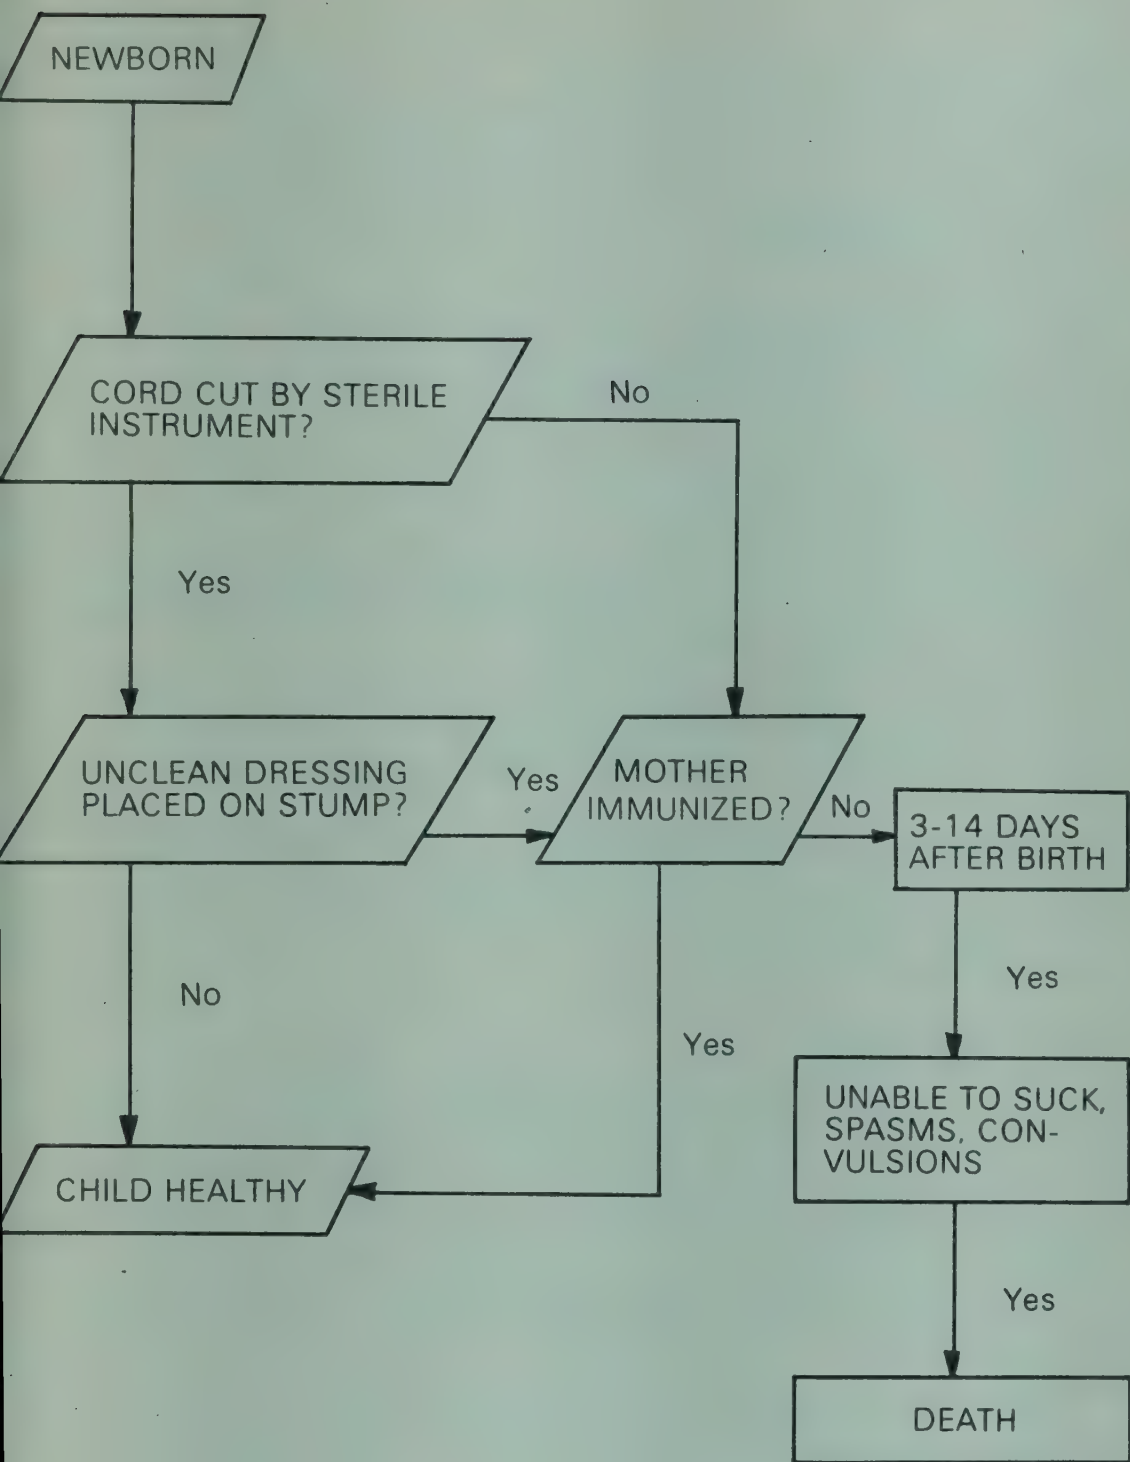 NEWBORN
CORD CUT BY STERILE
INSTRUMENT?
No
Yes
UNCLEAN DRESSING
PLACED ON STUMP?
Yes
MOTHER
IMMUNIZED?
No
3-14 DAYS
AFTER BIRTH
No
Yes
Yes
UNABLE TO SUCK,
SPASMS, CON-
VULSIONS
CHILD HEALTHY
Yes
DEATH